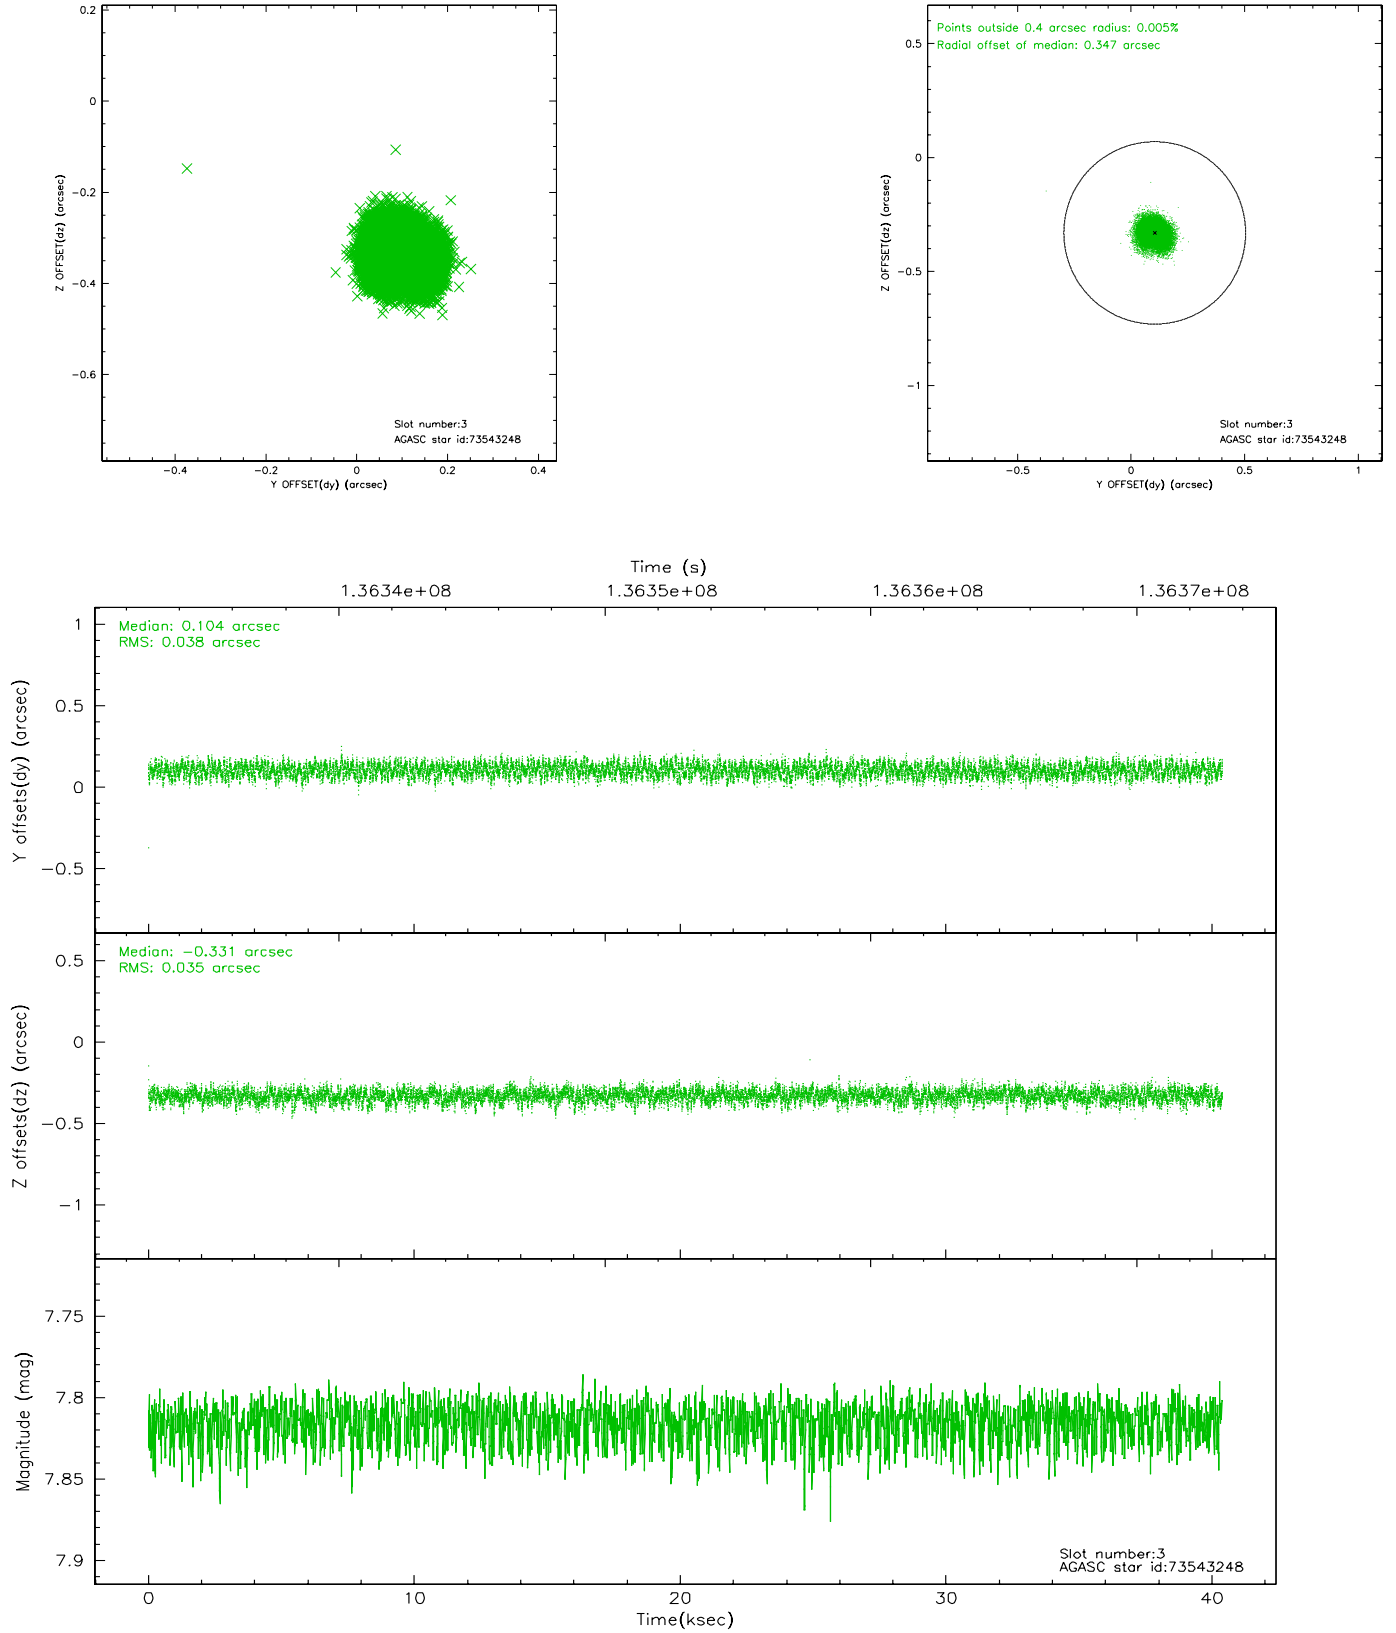 0.2
0
−0.2
−0.4
−0.6
Z OFFSET(dz) (arcsec)
Slot number:3
AGASC star id:73543248
−0.4 −0.2 0 0.2 0.4
Y OFFSET(dy) (arcsec)
Points outside 0.4 arcsec radius: 0.005%
Radial offset of median: 0.347 arcsec
0.5
0
−0.5
−1
Z OFFSET(dz) (arcsec)
Slot number:3
AGASC star id:73543248
−0.5 0 0.5 1
Y OFFSET(dy) (arcsec)
Time (s)
1.3634e+08 1.3635e+08 1.3636e+08 1.3637e+08
Median: 0.104 arcsec
RMS: 0.038 arcsec
1
0.5
0
−0.5
Y offsets(dy) (arcsec)
Median: −0.331 arcsec
RMS: 0.035 arcsec
0.5
0
−0.5
−1
Z offsets(dz) (arcsec)
7.75
7.8
7.85
7.9
Magnitude (mag)
Slot number:3
AGASC star id:73543248
0 10 20 30 40
Time(ksec)